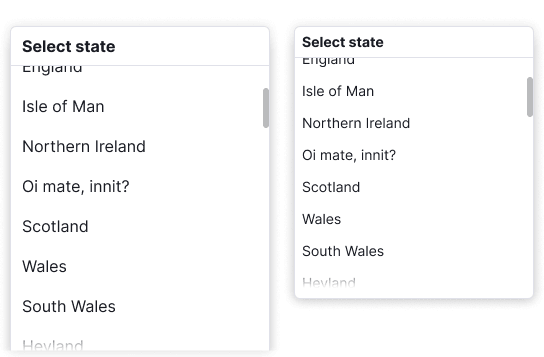 Select state
England
Isle of Man
Northern Ireland
Oi mate, innit?
Scotland
Wales
South Wales
Heyland
Select state
England
Isle of Man
Northern Ireland
Oi mate, innit?
Scotland
Wales
South Wales
Heyland